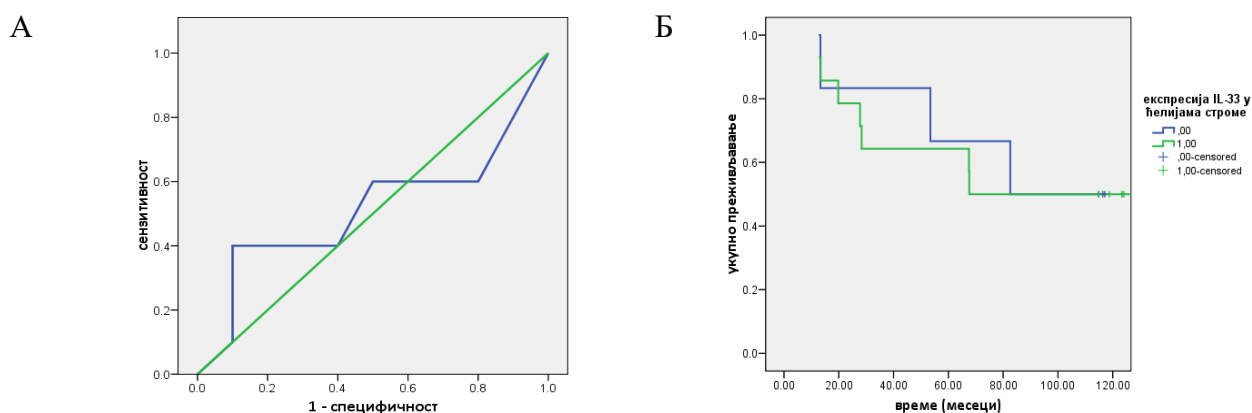 А
сензитивност
1.0
0.8
0.6
0.4
0.2
0.0
0.0 0.2 0.4 0.6 0.8 1.0
1 - специфичност
Б
укупно преживљавање
1.0
0.8
0.6
0.4
0.2
0.0
0.00 20.00 40.00 60.00 80.00 100.00 120.00
време (месеци)
експресија IL-33 у
ћелијама строме
,00
1,00
,00-censored
1,00-censored